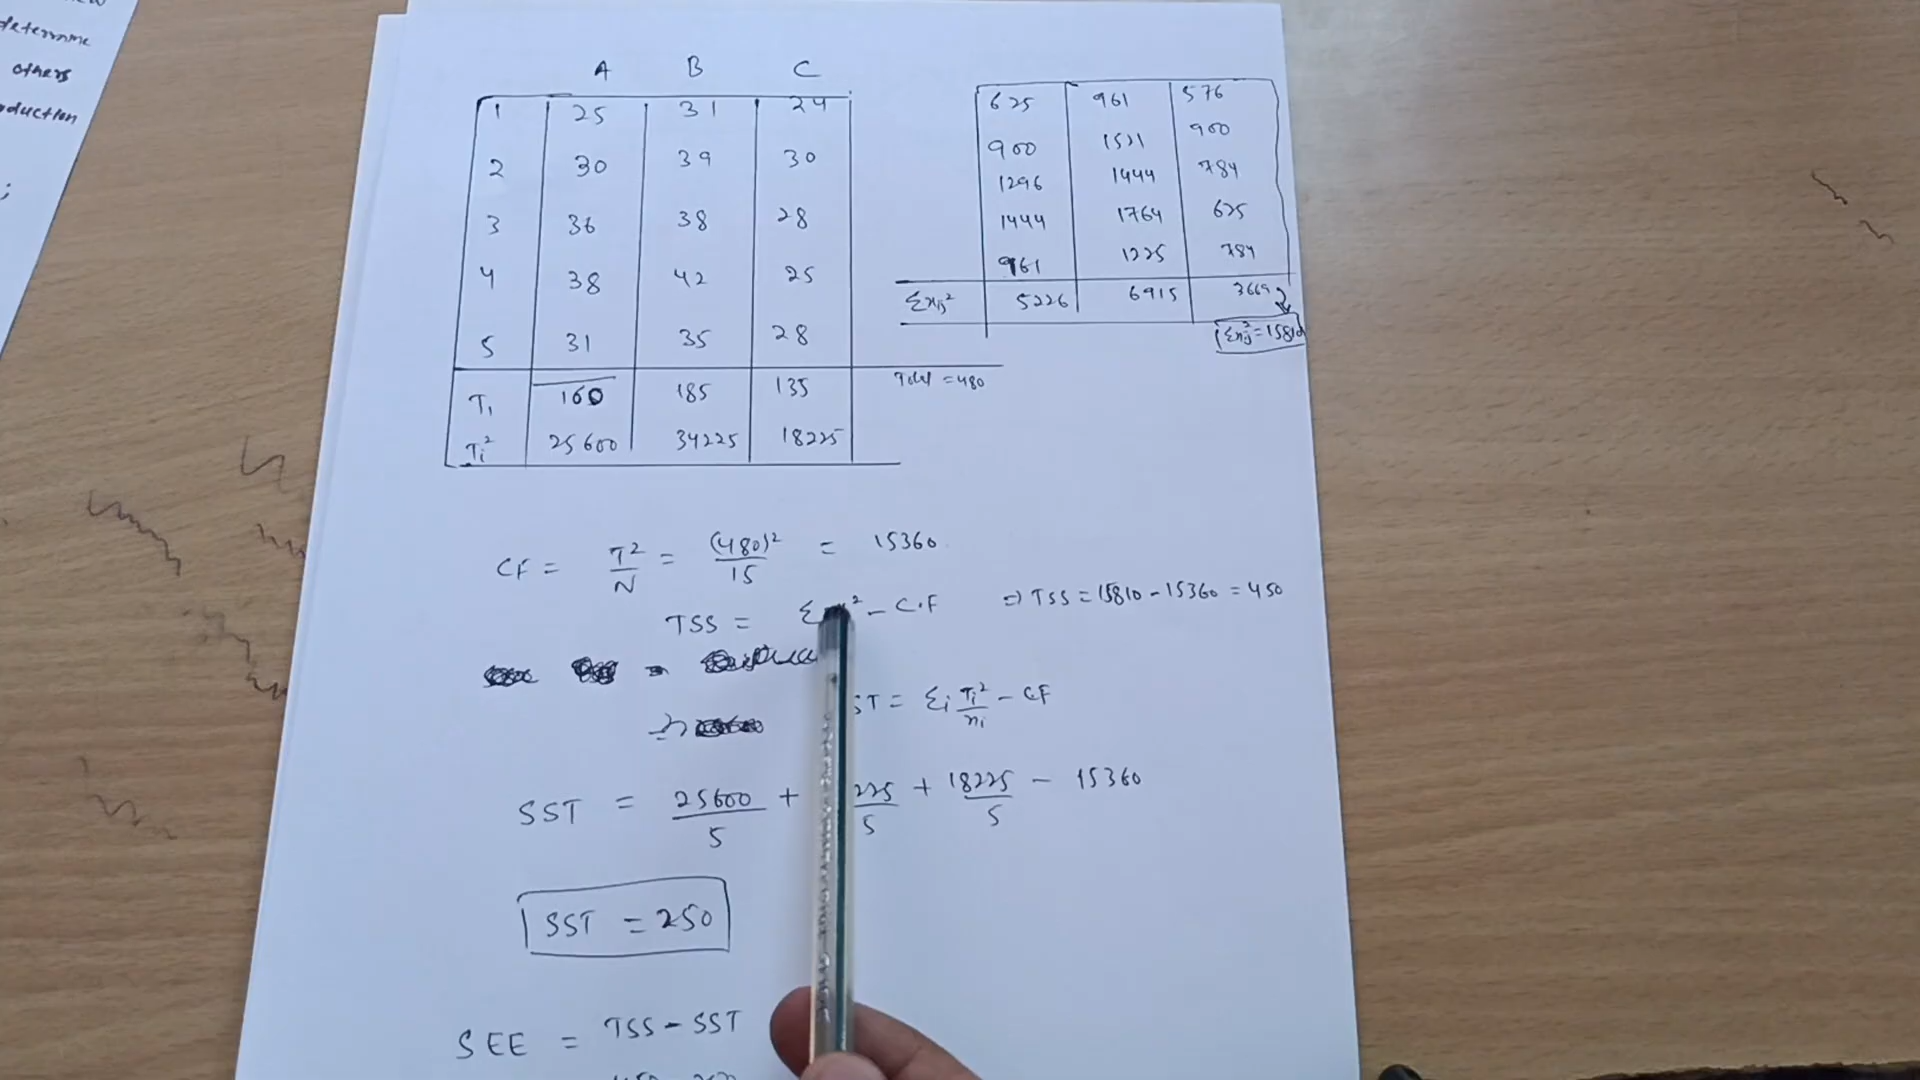 determine
others
oduction
;
A B C
1 25 31 24
2 30 39 30
3 36 38 28
4 38 42 25
5 31 35 28
T₁ 160 185 135 Total = 480
Tᵢ² 25600 34225 18225
625 961 576
900 1521 900
1296 1444 784
1444 1764 625
961 1225 784
Σxᵢⱼ² 5226 6915 3669
Σxᵢⱼ² = 15810
CF = T²/N = (480)²/15 = 15360
TSS = Σ ² - C.F ⇒ TSS = 15810 - 15360 = 450
ST = Σᵢ Tᵢ²/nᵢ - CF
SST = 25600/5 + 225/5 + 18225/5 - 15360
SST = 250
SEE = TSS - SST